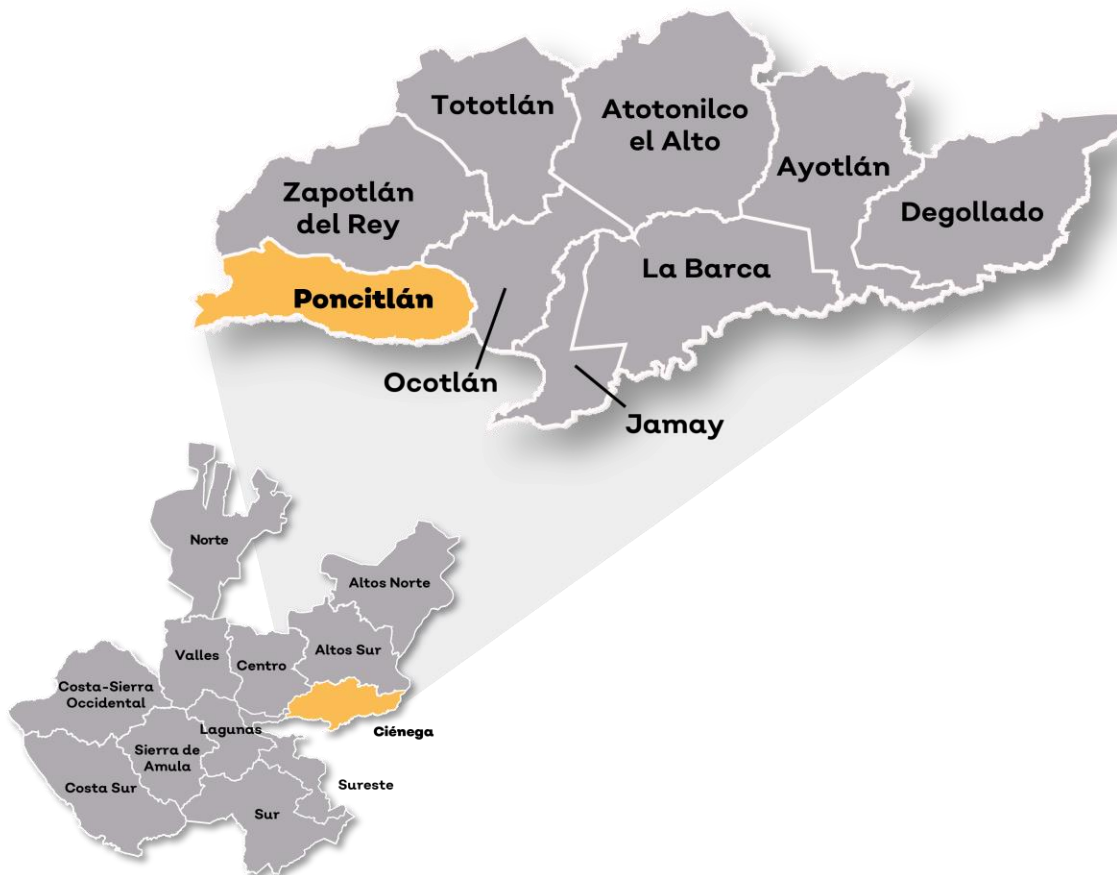 Tototlán
Atotonilco
el Alto
Ayotlán
Zapotlán
del Rey
Degollado
La Barca
Poncitlán
Ocotlán
Jamay
Norte
Altos Norte
Valles
Centro
Altos Sur
Costa-Sierra
Occidental
Lagunas
Ciénega
Sierra de
Amula
Costa Sur
Sureste
Sur